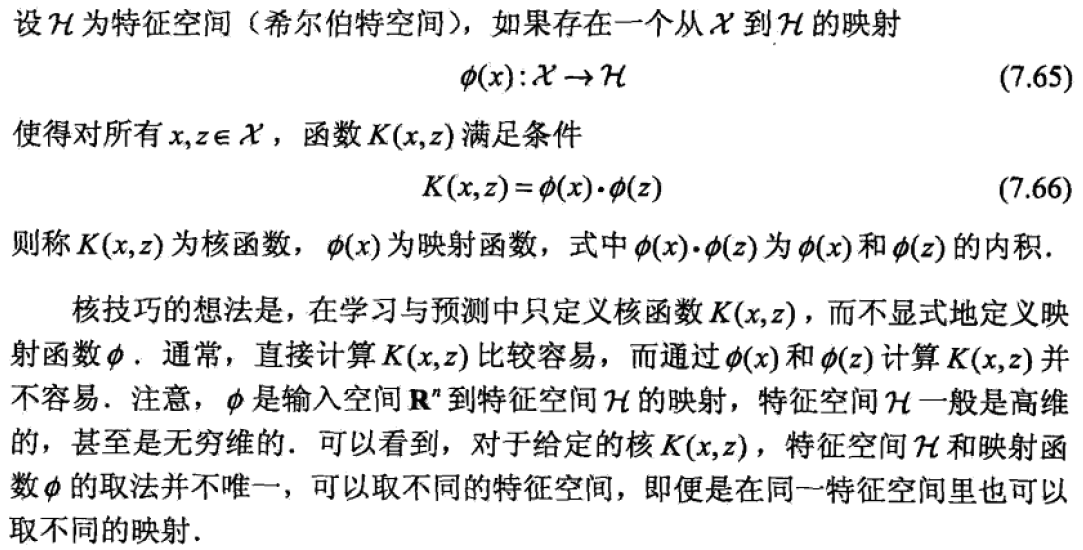 设 ℋ 为特征空间（希尔伯特空间），如果存在一个从 𝒳 到 ℋ 的映射
ϕ(x):𝒳→ℋ (7.65)
使得对所有 x,z∈𝒳，函数 K(x,z) 满足条件
K(x,z)=ϕ(x)•ϕ(z) (7.66)
则称 K(x,z) 为核函数，ϕ(x) 为映射函数，式中 ϕ(x)•ϕ(z) 为 ϕ(x) 和 ϕ(z) 的内积．
核技巧的想法是，在学习与预测中只定义核函数 K(x,z)，而不显式地定义映
射函数 ϕ．通常，直接计算 K(x,z) 比较容易，而通过 ϕ(x) 和 ϕ(z) 计算 K(x,z) 并
不容易．注意，ϕ 是输入空间 Rⁿ 到特征空间 ℋ 的映射，特征空间 ℋ 一般是高维
的，甚至是无穷维的．可以看到，对于给定的核 K(x,z)，特征空间 ℋ 和映射函
数 ϕ 的取法并不唯一，可以取不同的特征空间，即便是在同一特征空间里也可以
取不同的映射．